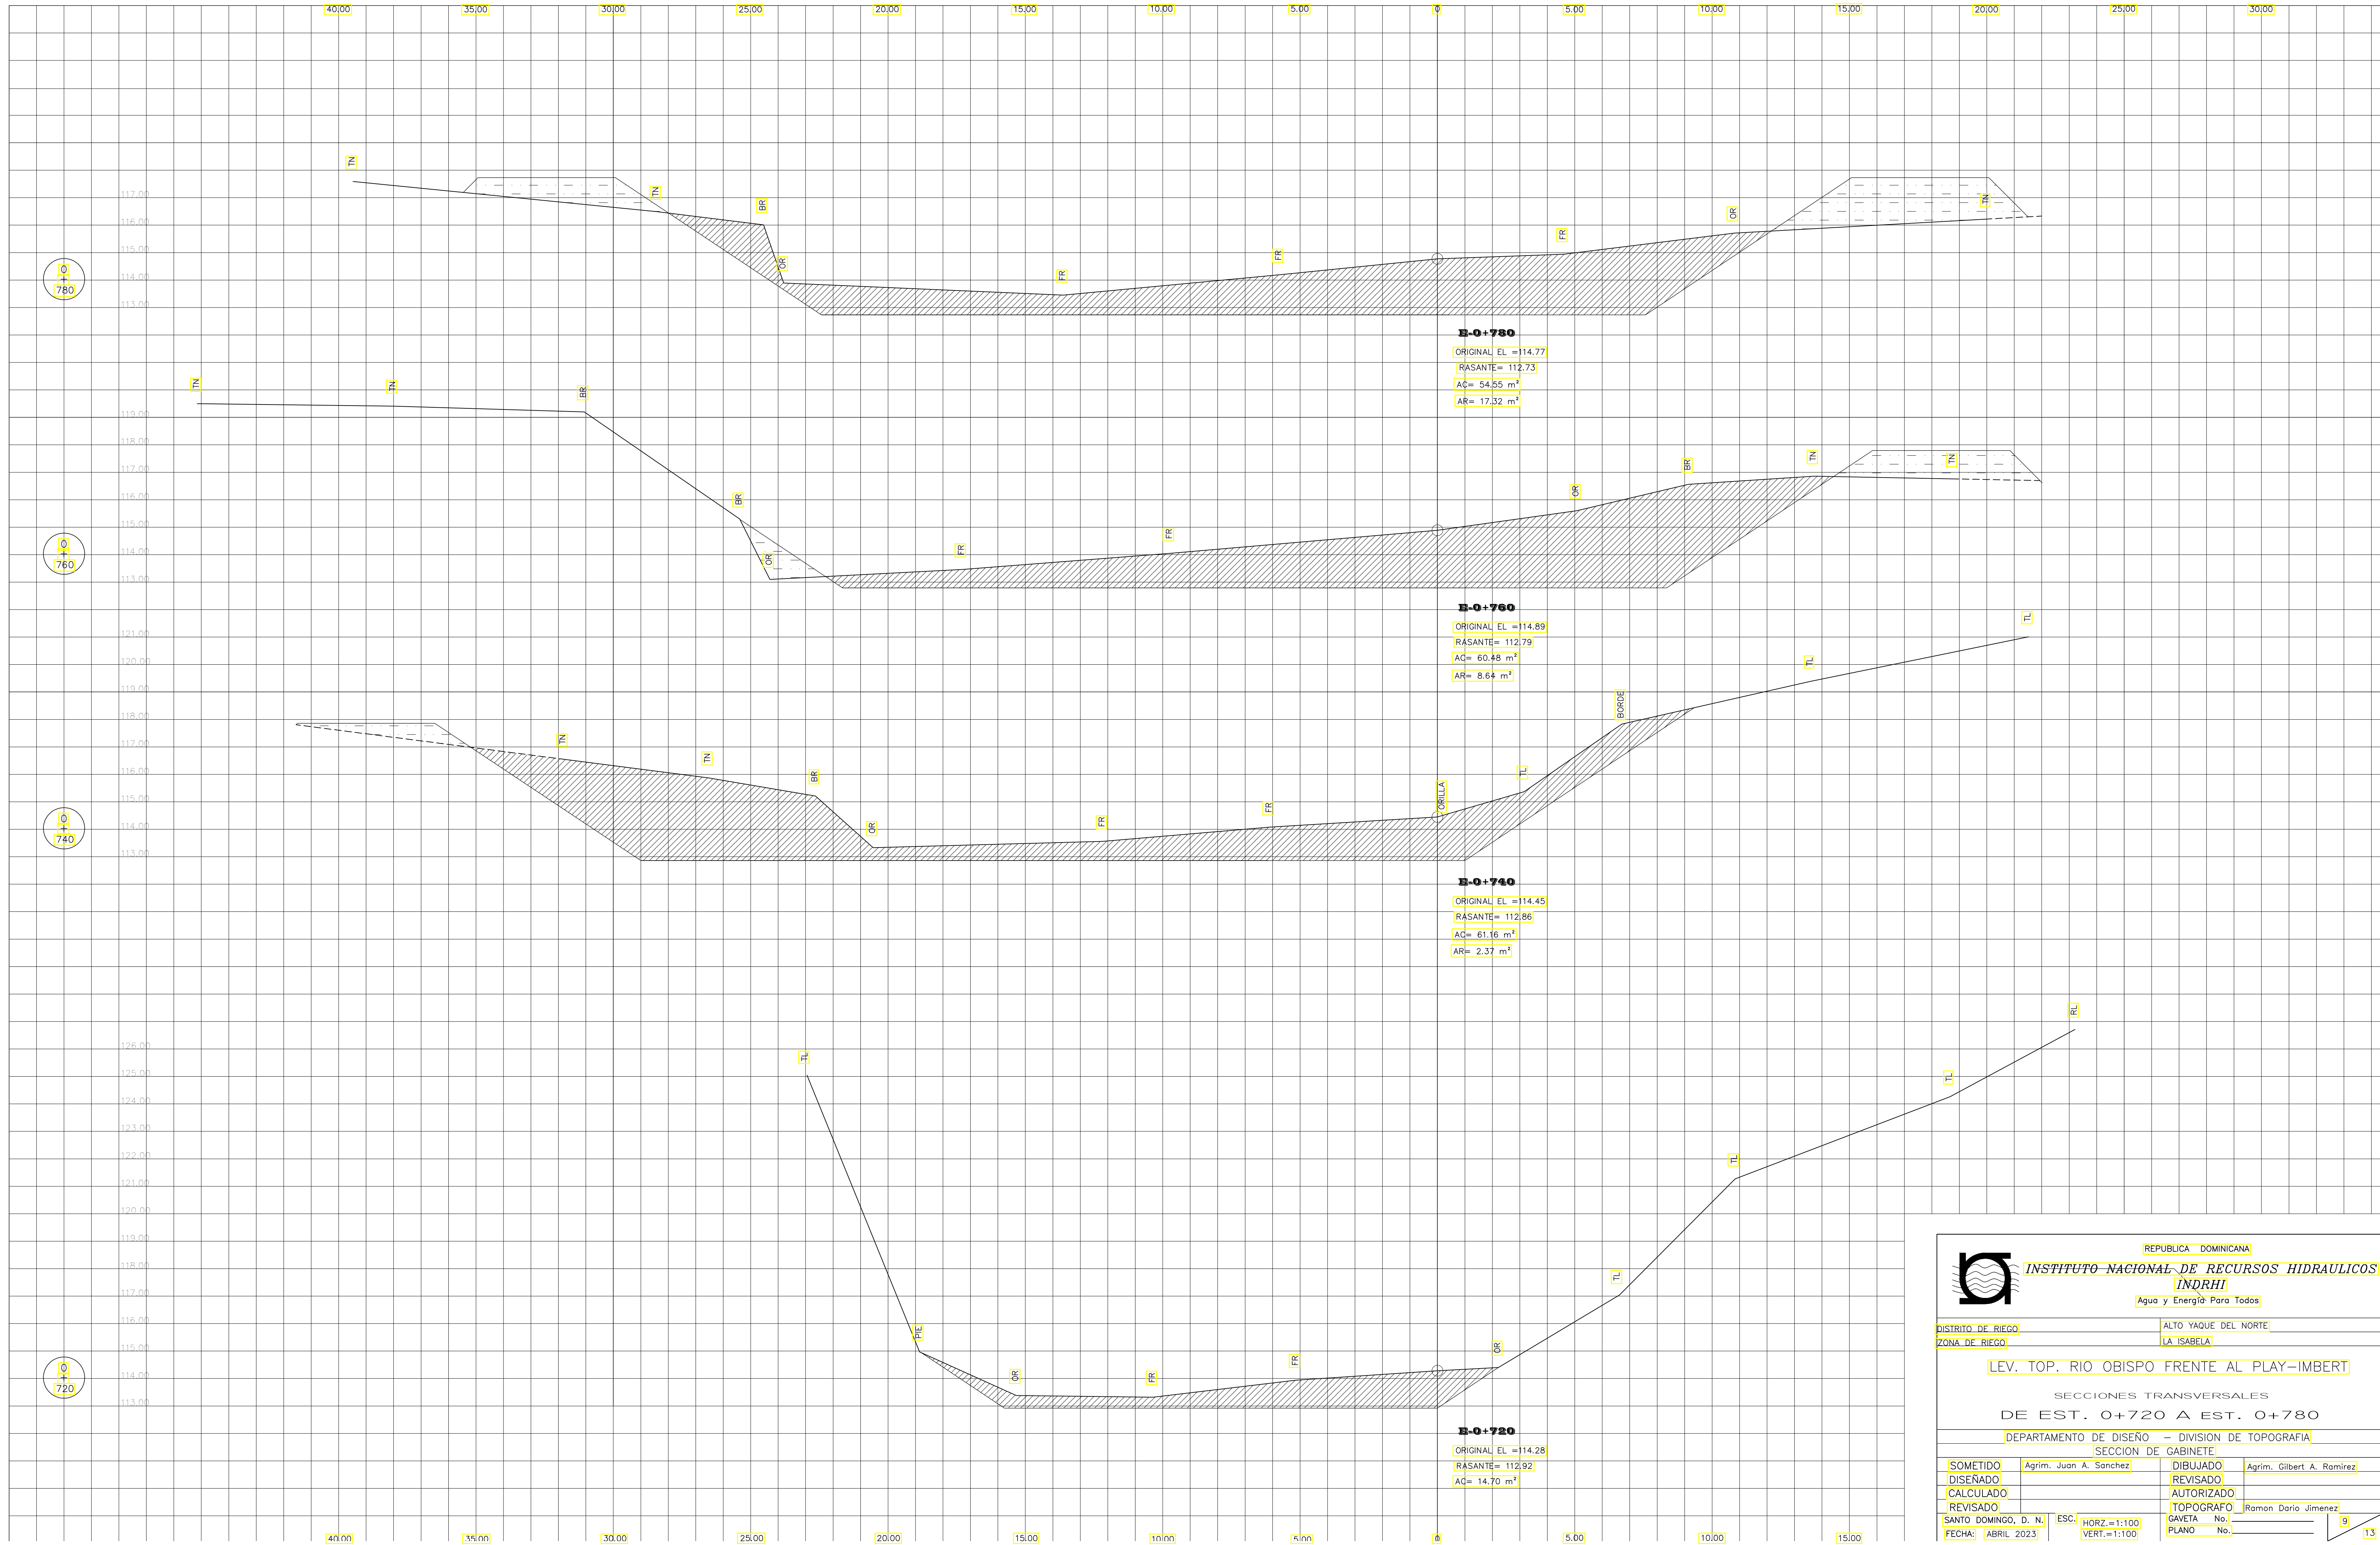 40.00 35.00 30.00 25.00 20.00 15.00 10.00 5.00 0 5.00 10.00 15.00 20.00 25.00 30.00
TN TN BR OR FR FR FR OR TN
117.00
116.00
115.00
114.00
113.00
0
+
780
E-0+780
ORIGINAL EL =114.77
RASANTE= 112.73
AC= 54.55 m²
AR= 17.32 m²
TN TN BR BR OR FR FR OR BR TN TN
119.00
118.00
117.00
116.00
115.00
114.00
113.00
0
+
760
E-0+760
ORIGINAL EL =114.89
RASANTE= 112.79
AC= 60.48 m²
AR= 8.64 m²
TN TN BR OR FR FR ORILLA TL BORDE TL TL
121.00
120.00
119.00
118.00
117.00
116.00
115.00
114.00
113.00
0
+
740
E-0+740
ORIGINAL EL =114.45
RASANTE= 112.86
AC= 61.16 m²
AR= 2.37 m²
TL PIE OR FR FR OR TL TL TL RL
126.00
125.00
124.00
123.00
122.00
121.00
120.00
119.00
118.00
117.00
116.00
115.00
114.00
113.00
0
+
720
E-0+720
ORIGINAL EL =114.28
RASANTE= 112.92
AC= 14.70 m²
40.00 35.00 30.00 25.00 20.00 15.00 10.00 5.00 0 5.00 10.00 15.00
REPUBLICA DOMINICANA
INSTITUTO NACIONAL DE RECURSOS HIDRAULICOS
INDRHI
Agua y Energia Para Todos
DISTRITO DE RIEGO ALTO YAQUE DEL NORTE
ZONA DE RIEGO LA ISABELA
LEV. TOP. RIO OBISPO FRENTE AL PLAY-IMBERT
SECCIONES TRANSVERSALES
DE EST. 0+720 A EST. 0+780
DEPARTAMENTO DE DISEÑO - DIVISION DE TOPOGRAFIA
SECCION DE GABINETE
SOMETIDO Agrim. Juan A. Sanchez DIBUJADO Agrim. Gilbert A. Ramirez
DISEÑADO REVISADO
CALCULADO AUTORIZADO
REVISADO TOPOGRAFO Ramon Dario Jimenez
SANTO DOMINGO, D. N. ESC. HORZ.=1:100 GAVETA No. 9
FECHA: ABRIL 2023 VERT.=1:100 PLANO No. 13